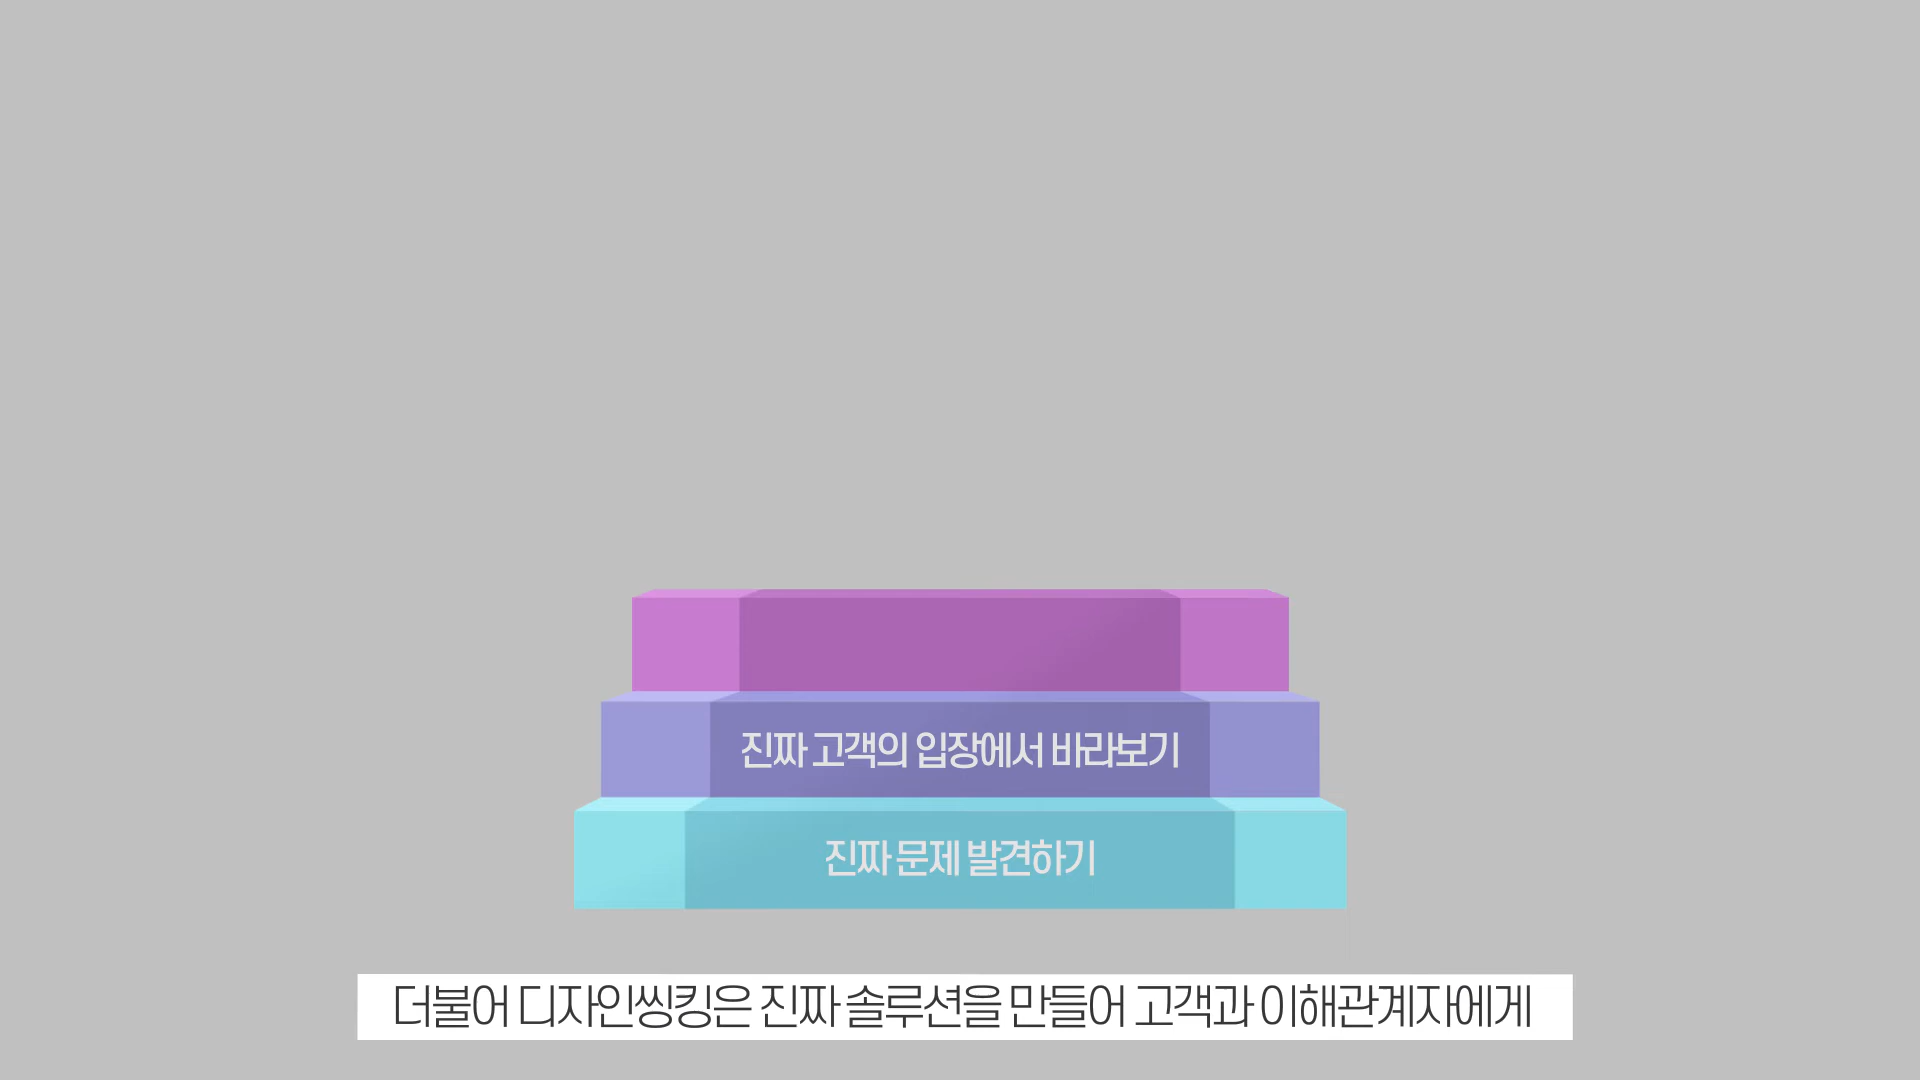 진짜 고객의 입장에서 바라보기
진짜 문제 발견하기
더불어 디자인씽킹은 진짜 솔루션을 만들어 고객과 이해관계자에게